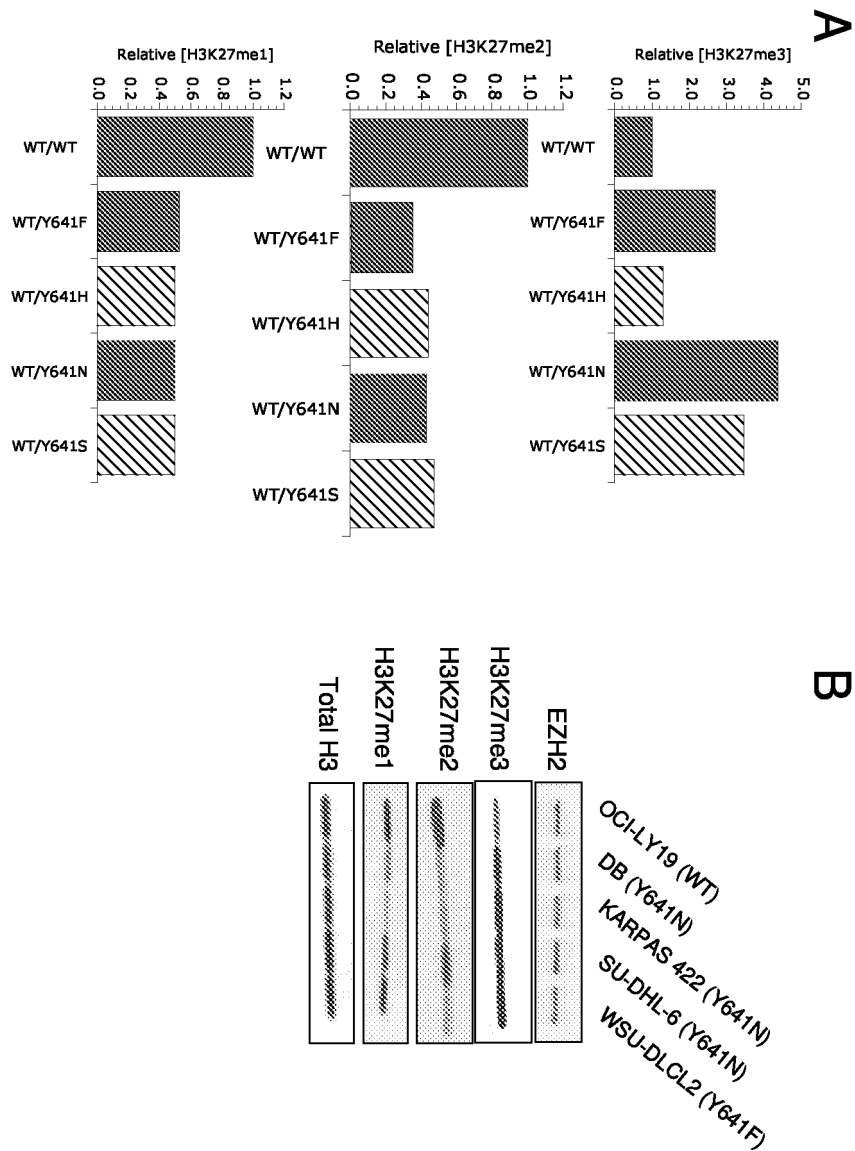 A
Relative [H3K27me3]
0.0 1.0 2.0 3.0 4.0 5.0
WT/WT
WT/Y641F
WT/Y641H
WT/Y641N
WT/Y641S
Relative [H3K27me2]
0.0 0.2 0.4 0.6 0.8 1.0 1.2
WT/WT
WT/Y641F
WT/Y641H
WT/Y641N
WT/Y641S
Relative [H3K27me1]
0.0 0.2 0.4 0.6 0.8 1.0 1.2
WT/WT
WT/Y641F
WT/Y641H
WT/Y641N
WT/Y641S
B
OCI-LY19 (WT)
DB (Y641N)
KARPAS 422 (Y641N)
SU-DHL-6 (Y641N)
WSU-DLCL2 (Y641F)
EZH2
H3K27me3
H3K27me2
H3K27me1
Total H3